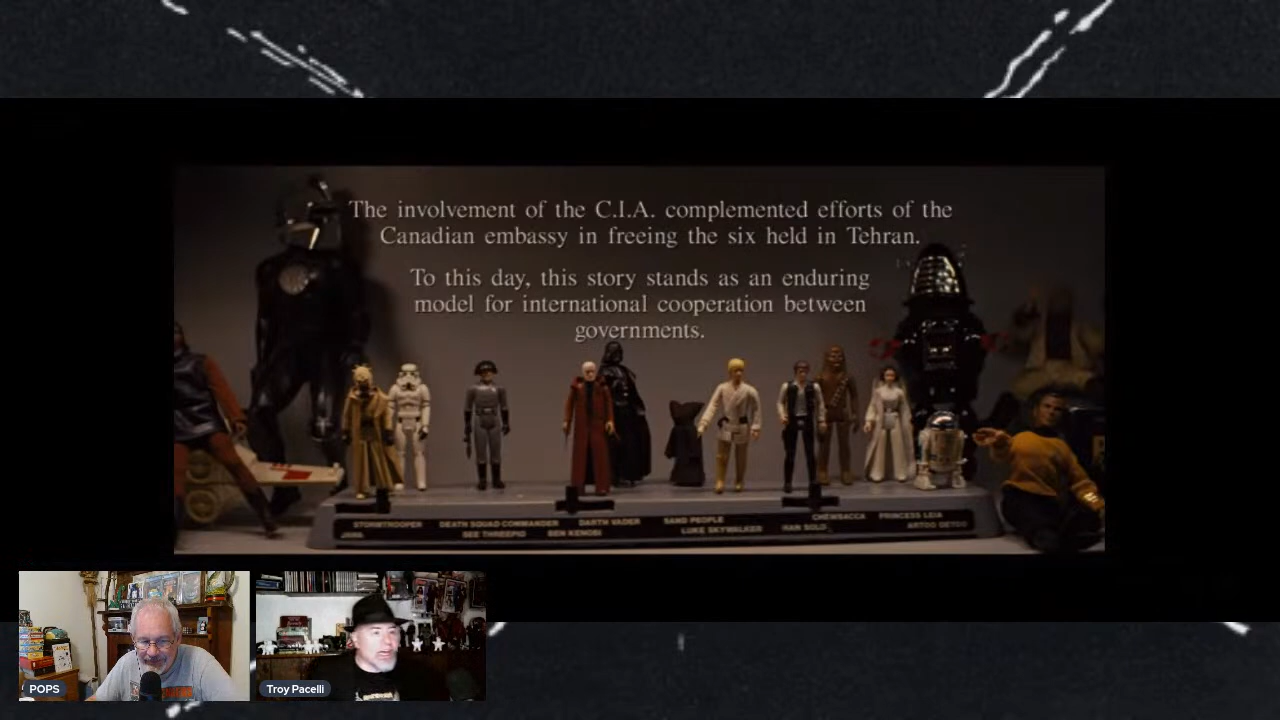 The involvement of the C.I.A. complemented efforts of the
Canadian embassy in freeing the six held in Tehran.
To this day, this story stands as an enduring
model for international cooperation between
governments.
STORMTROOPER DEATH SQUAD COMMANDER DARTH VADER SAND PEOPLE CHEWBACCA PRINCESS LEIA
JAWA SEE THREEPIO BEN KENOBI LUKE SKYWALKER HAN SOLO ARTOO DETOO
POPS
Troy Pacelli